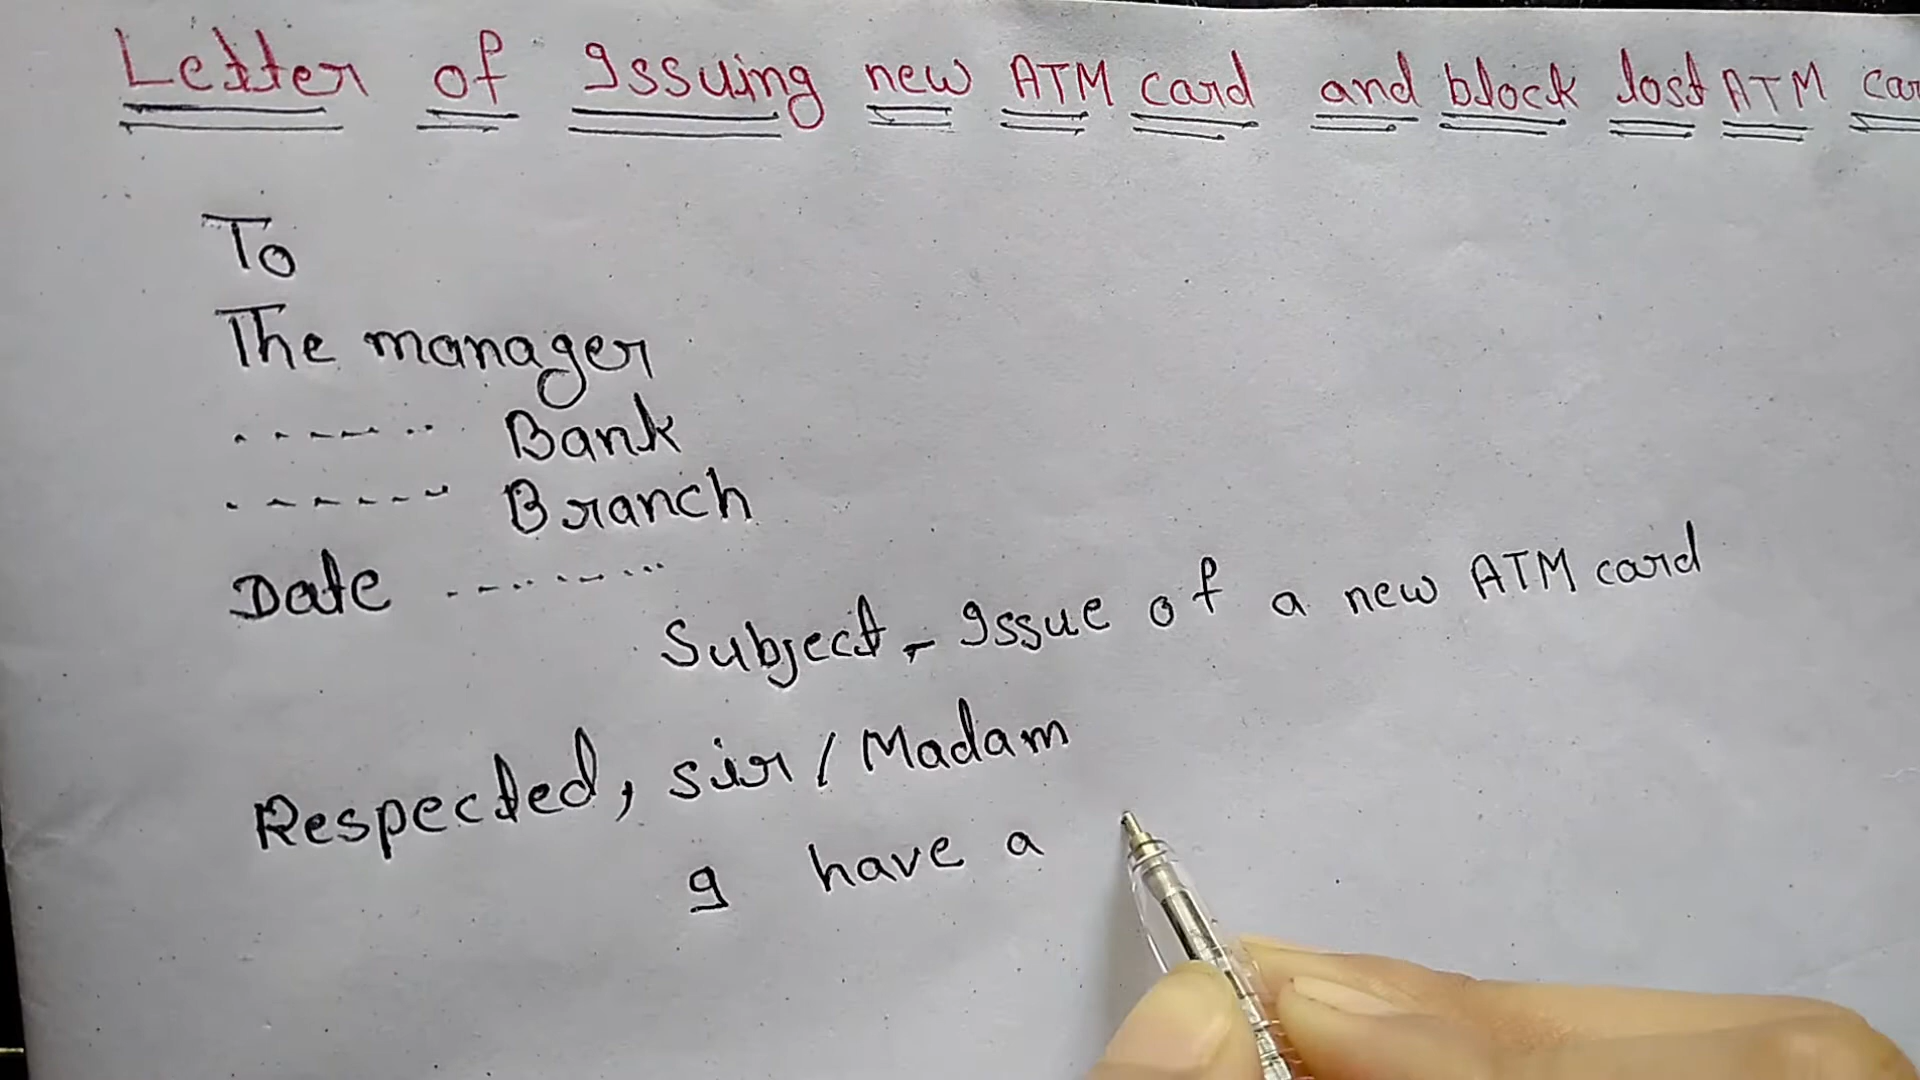 Letter of Issuing new ATM card and block lost ATM car
To
The manager
....... Bank
....... Branch
Date .........
Subject - Issue of a new ATM card
Respected, sir / Madam
I have a